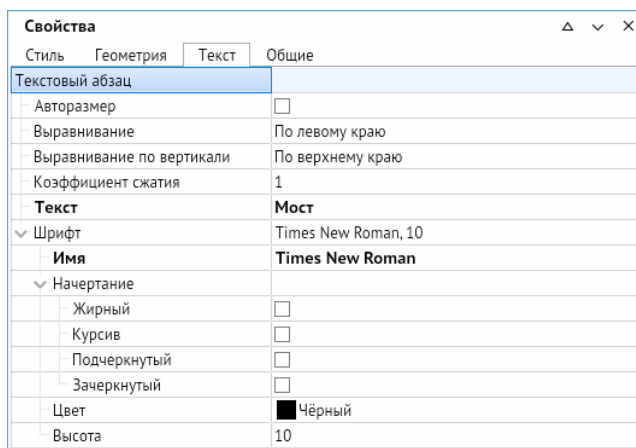 Свойства
Стиль Геометрия Текст Общие
Текстовый абзац
Авторазмер
Выравнивание По левому краю
Выравнивание по вертикали По верхнему краю
Коэффициент сжатия 1
Текст Мост
Шрифт Times New Roman, 10
Имя Times New Roman
Начертание
Жирный
Курсив
Подчеркнутый
Зачеркнутый
Цвет Чёрный
Высота 10